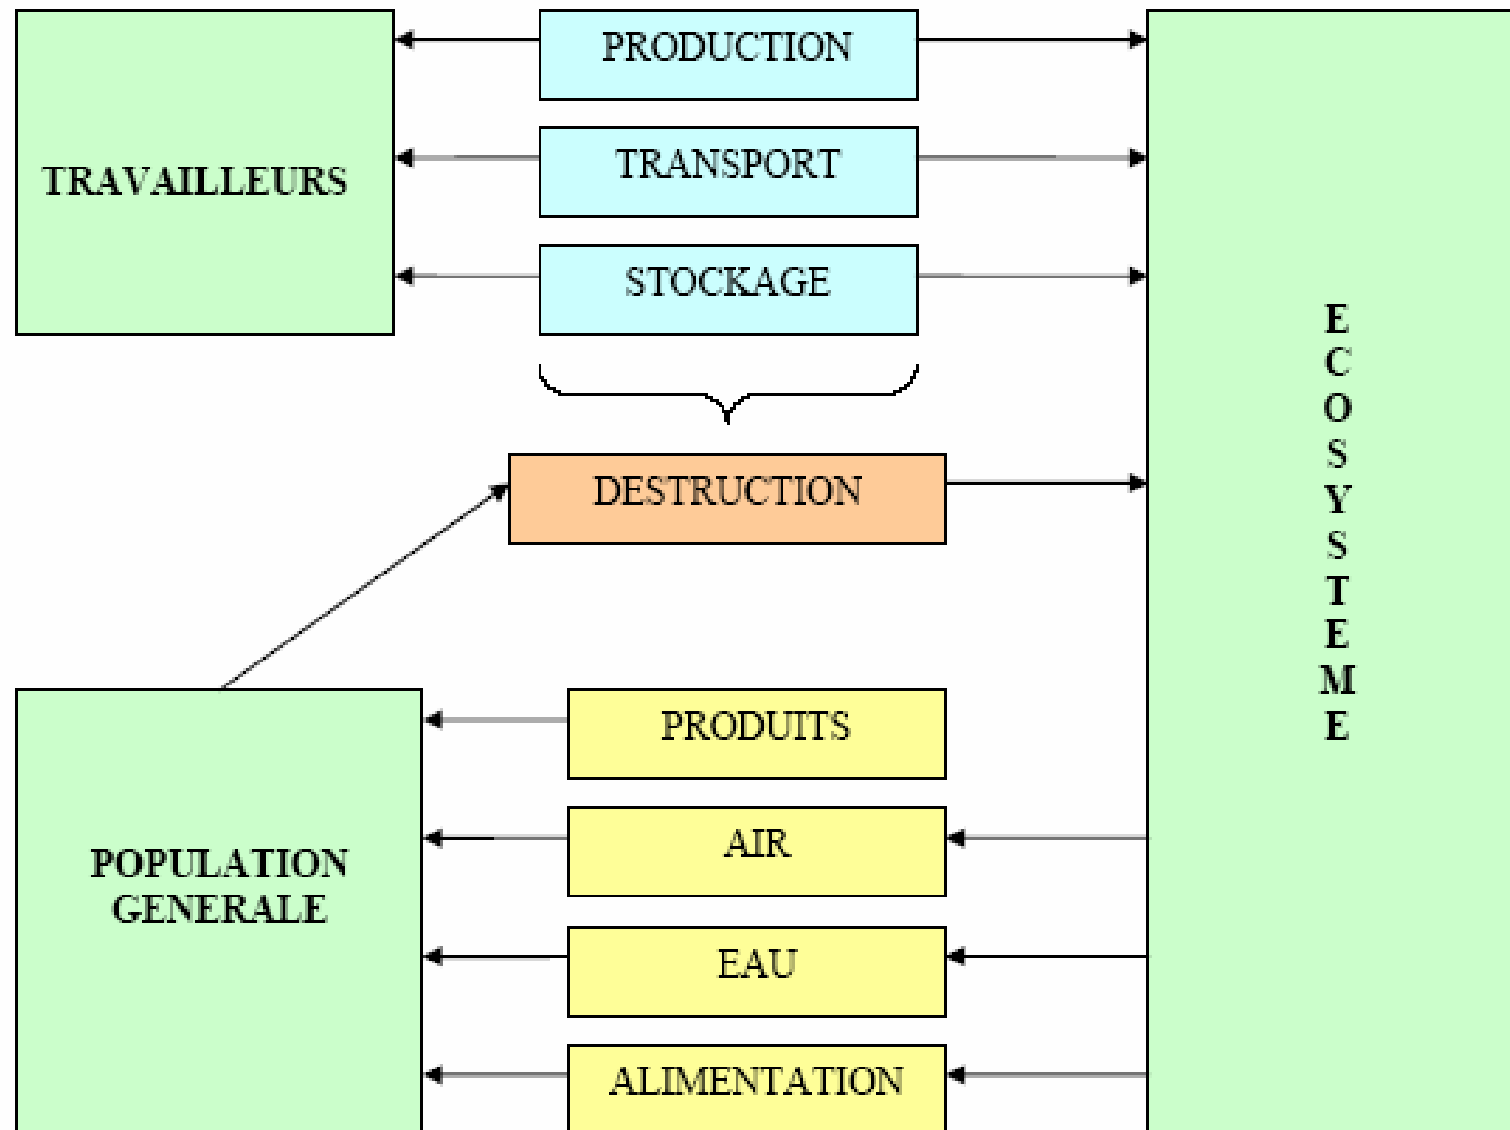 PRODUCTION
TRAVAILLEURS
TRANSPORT
STOCKAGE
DESTRUCTION
E
C
O
S
Y
S
T
E
M
E
PRODUITS
AIR
POPULATION
GENERALE
EAU
ALIMENTATION